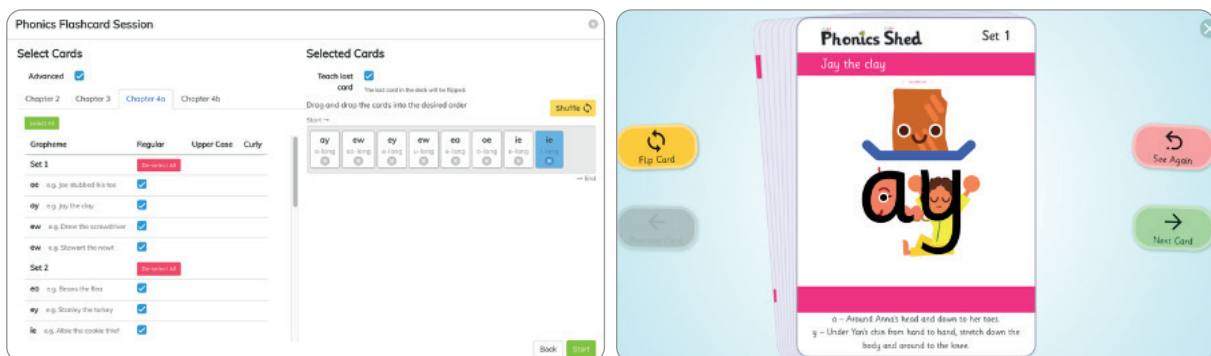 Phonics Flashcard Session
Select Cards
Advanced
Chapter 2 Chapter 3 Chapter 4a Chapter 4b
Select All
Grapheme Regular Upper Case Curly
Set 1 De-select All
oe e.g. Joe stubbed his toe
ay e.g. Jay the clay
ew e.g. Drew the screwdriver
ew e.g. Stewart the newt
Set 2 De-select All
ea e.g. Beans the flea
ey e.g. Stanley the turkey
ie e.g. Albie the cookie thief
Selected Cards
Teach last card
The last card in the deck will be flipped.
Drag and drop the cards into the desired order
Shuffle
Start →
ay ew ey ew ea oe ie ie
→ End
Back Start
Phonics Shed Set 1
Jay the clay
ay
a – Around Anna's head and down to her toes.
y – Under Yan's chin from hand to hand, stretch down the
body and around to the knee.
Flip Card
See Again
Next Card